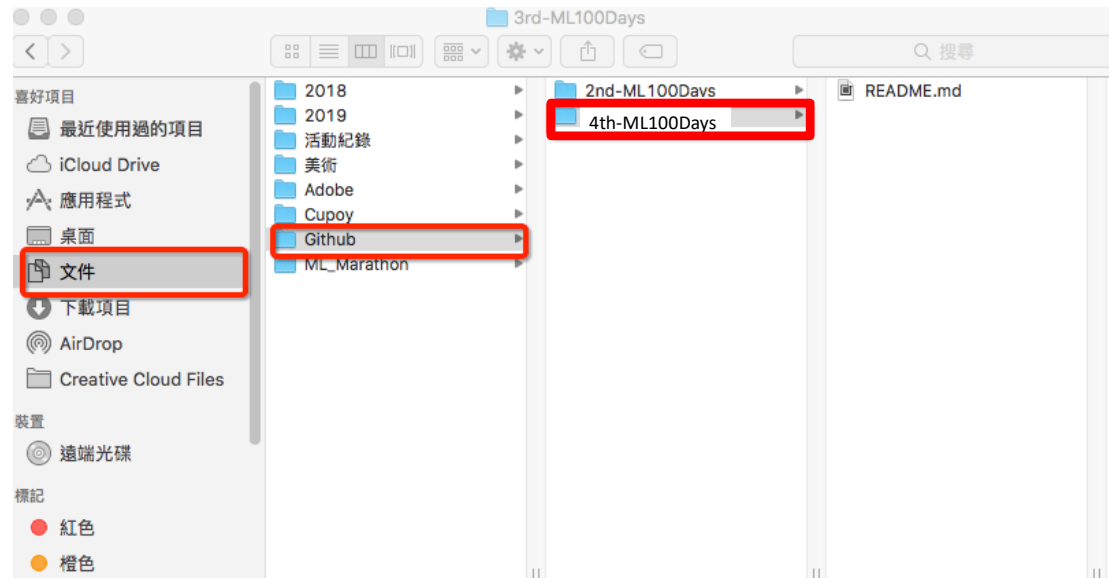 3rd-ML100Days
搜尋
喜好項目
最近使用過的項目
iCloud Drive
應用程式
桌面
文件
下載項目
AirDrop
Creative Cloud Files
裝置
遠端光碟
標記
紅色
橙色
2018
2019
活動紀錄
美術
Adobe
Cupoy
Github
ML_Marathon
2nd-ML100Days
4th-ML100Days
README.md